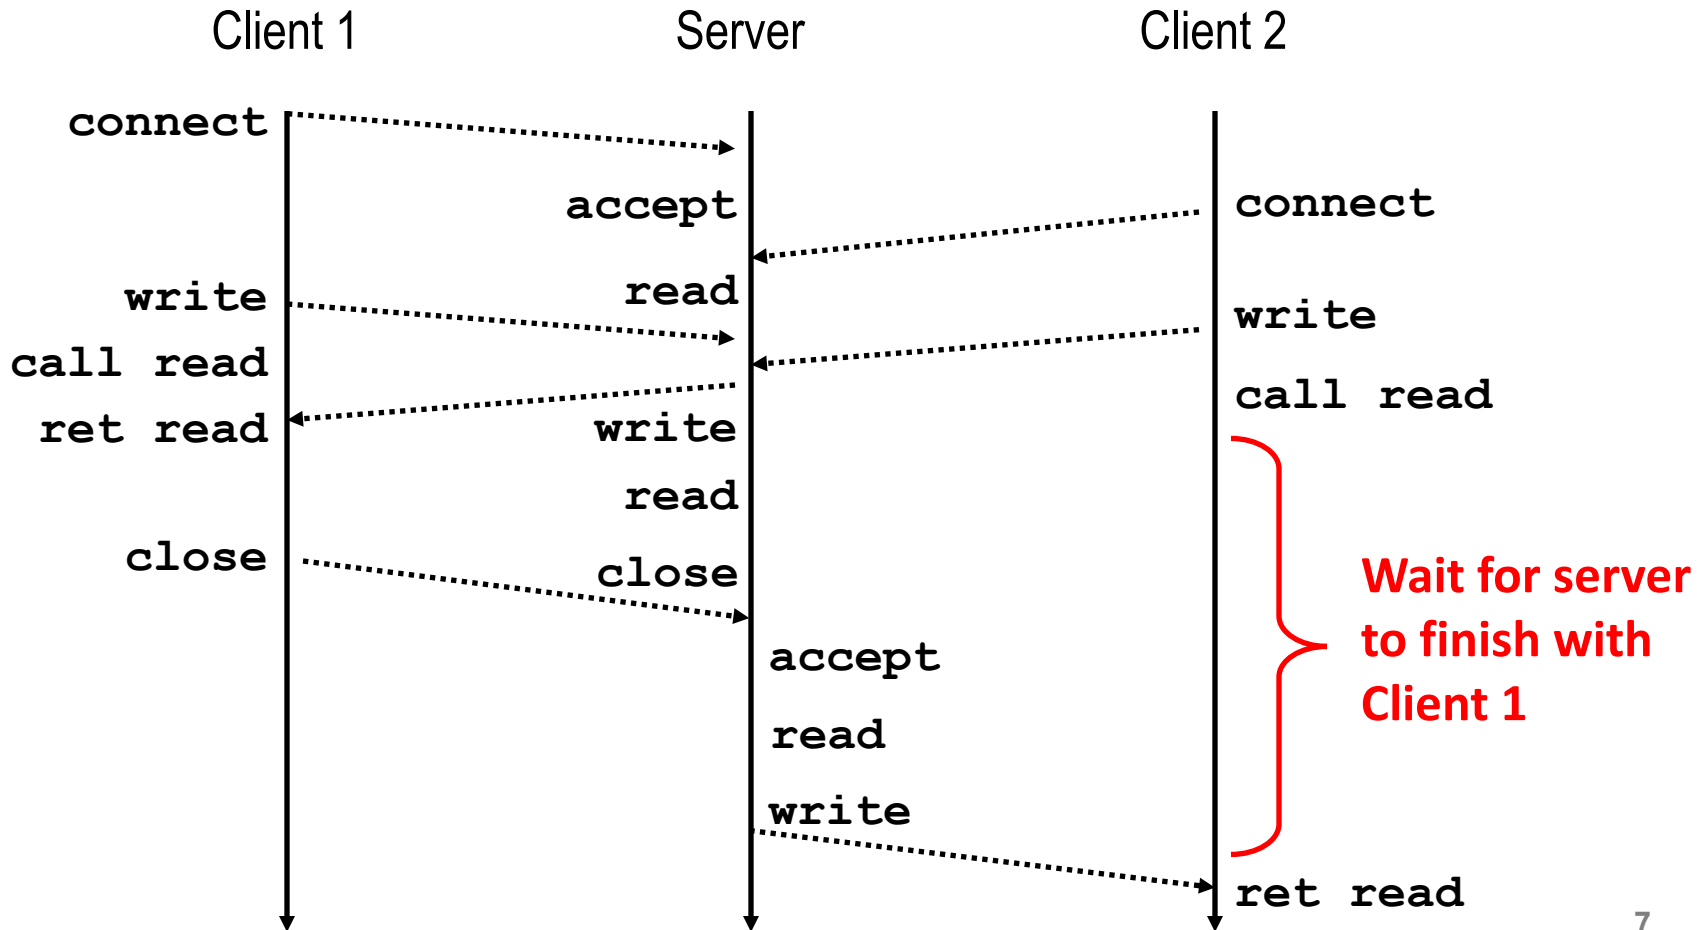 Client 1 Server Client 2
connect
accept connect
write read write
call read call read
ret read write
read
close close
Wait for server
to finish with
Client 1
accept
read
write
ret read
7